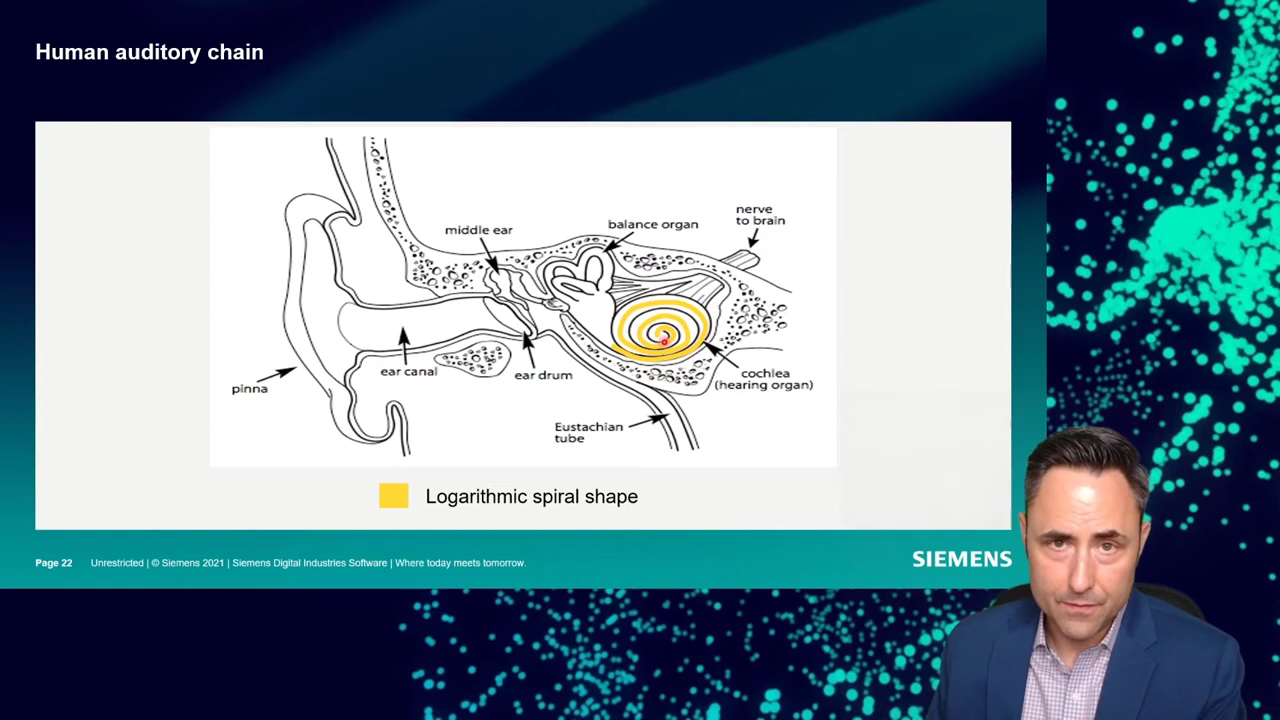 Human auditory chain
nerve
to brain
middle ear
balance organ
ear canal
ear drum
cochlea
(hearing organ)
pinna
Eustachian
tube
Logarithmic spiral shape
Page 22 Unrestricted | © Siemens 2021 | Siemens Digital Industries Software | Where today meets tomorrow.
SIEMENS